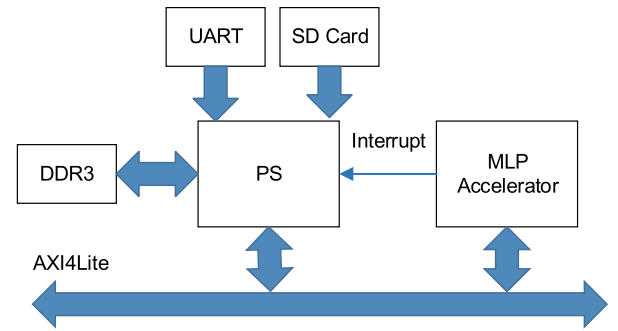 UART
SD Card
Interrupt
DDR3
PS
MLP
Accelerator
AXI4Lite